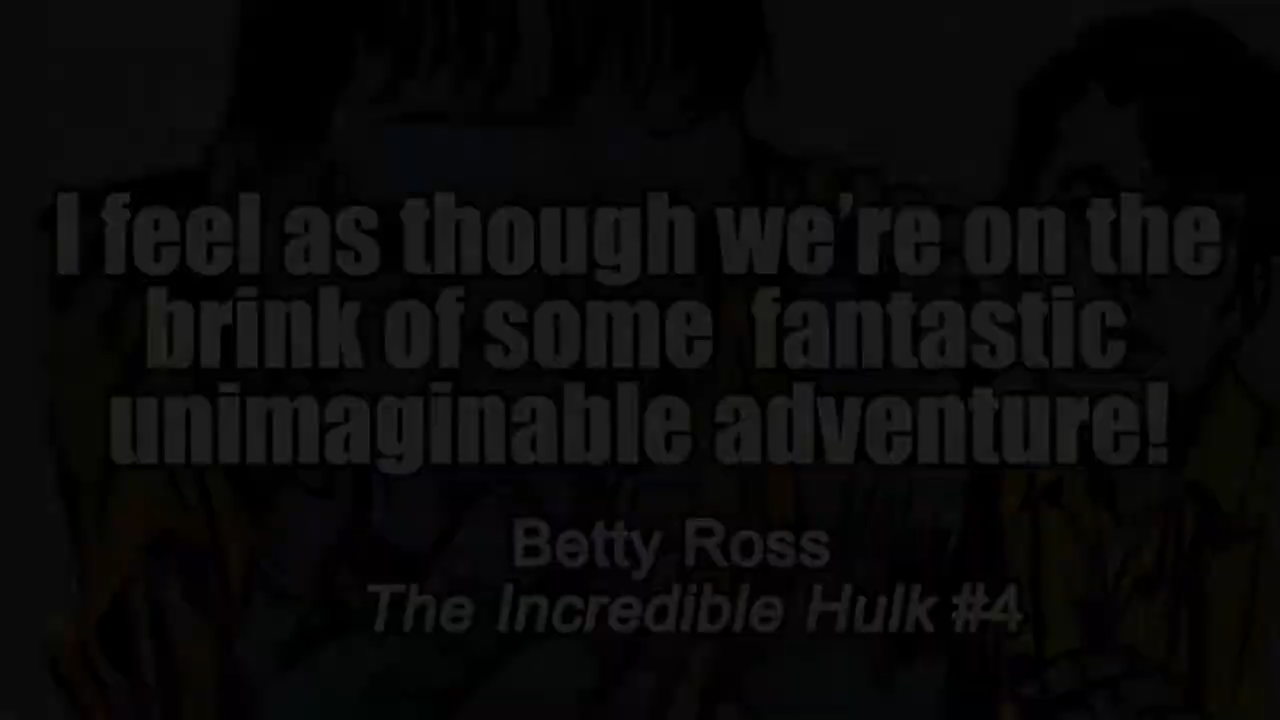 I feel as though we're on the
brink of some fantastic
unimaginable adventure!
Betty Ross
The Incredible Hulk #4